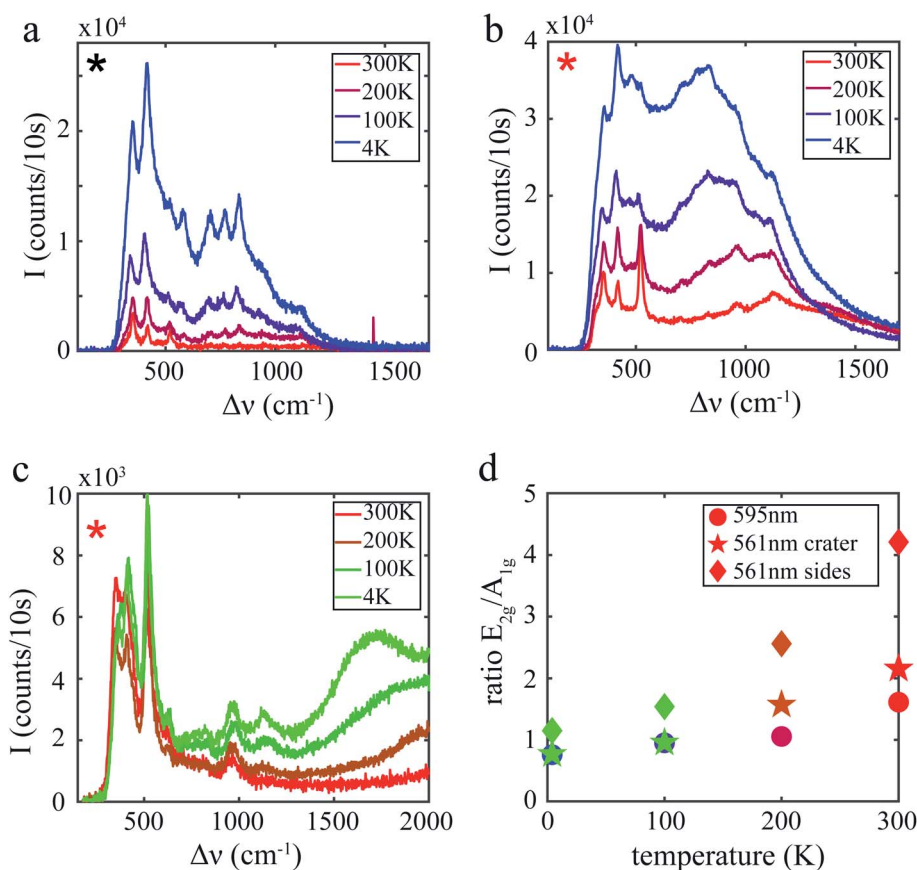 a
x10⁴
*
300K
200K
100K
4K
I (counts/10s)
2
1
0
500
1000
1500
Δν (cm⁻¹)
b
x10⁴
*
300K
200K
100K
4K
I (counts/10s)
4
3
2
1
0
500
1000
1500
Δν (cm⁻¹)
c
x10³
*
300K
200K
100K
4K
I (counts/10s)
10
8
6
4
2
0
500
1000
1500
2000
Δν (cm⁻¹)
d
595nm
561nm crater
561nm sides
ratio E₂g/A₁g
5
4
3
2
1
0
0
100
200
300
temperature (K)